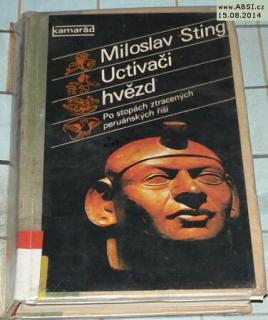 www.ABSI.cz
15.08.2014
kamarád
Miloslav Stingl
Uctívači
hvězd
Po stopách ztracených
peruánských říší